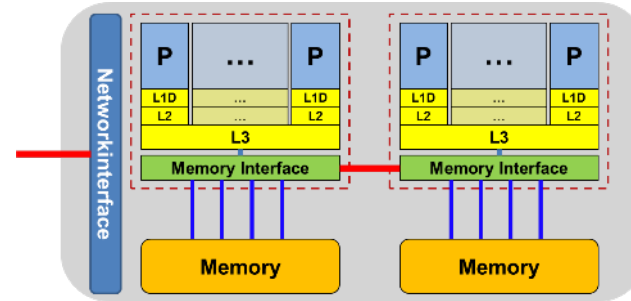 Networkinterface
P ... P
L1D ... L1D
L2 ... L2
L3
Memory Interface
Memory
P ... P
L1D ... L1D
L2 ... L2
L3
Memory Interface
Memory